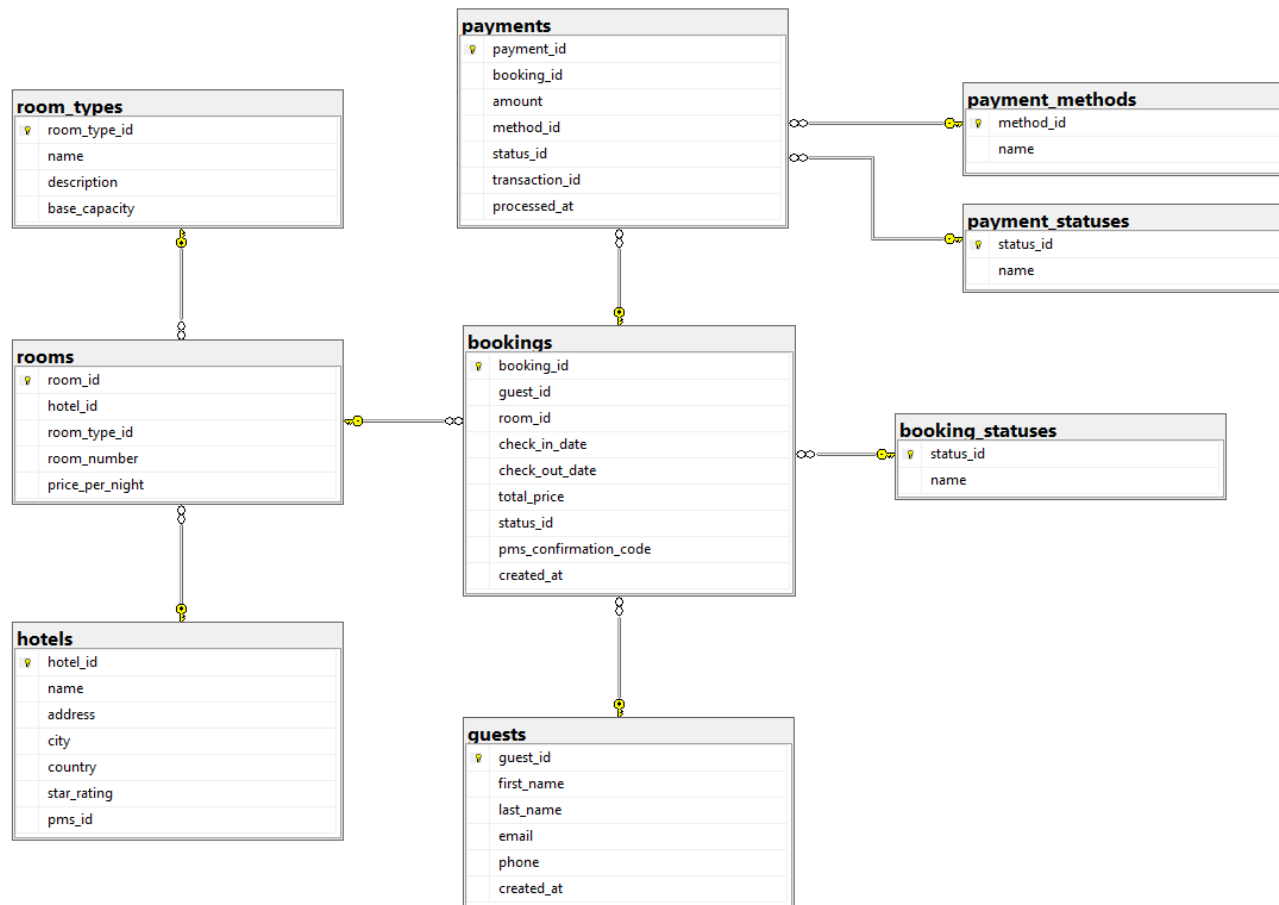 payments
payment_id
booking_id
amount
method_id
status_id
transaction_id
processed_at
room_types
room_type_id
name
description
base_capacity
payment_methods
method_id
name
payment_statuses
status_id
name
rooms
room_id
hotel_id
room_type_id
room_number
price_per_night
bookings
booking_id
guest_id
room_id
check_in_date
check_out_date
total_price
status_id
pms_confirmation_code
created_at
booking_statuses
status_id
name
hotels
hotel_id
name
address
city
country
star_rating
pms_id
guests
guest_id
first_name
last_name
email
phone
created_at